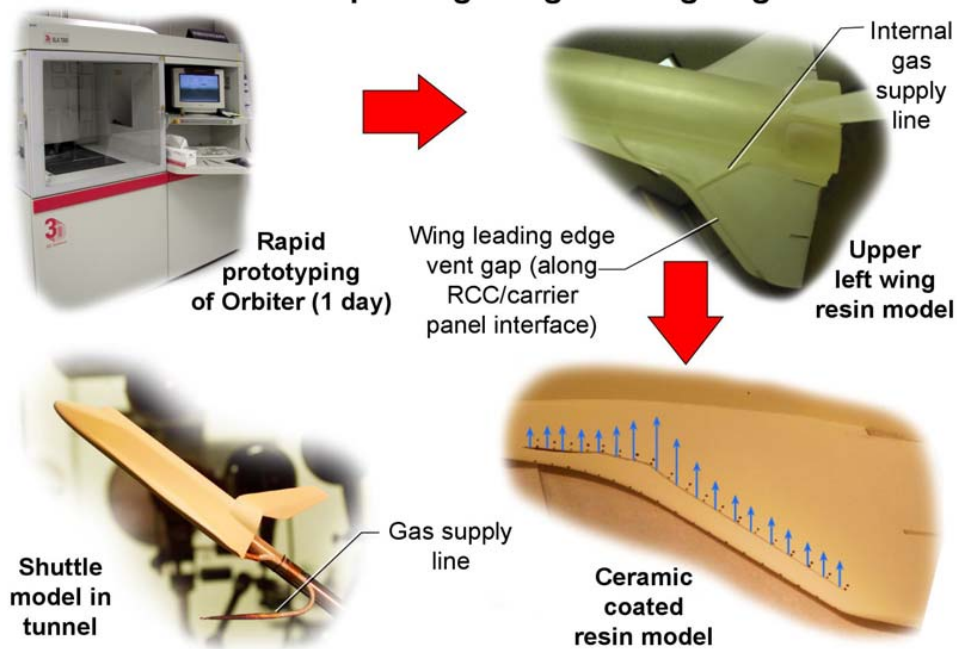 Internal
gas
supply
line
Rapid
prototyping
of Orbiter (1 day)
Wing leading edge
vent gap (along
RCC/carrier
panel interface)
Upper
left wing
resin model
Shuttle
model in
tunnel
Gas supply
line
Ceramic
coated
resin model
3